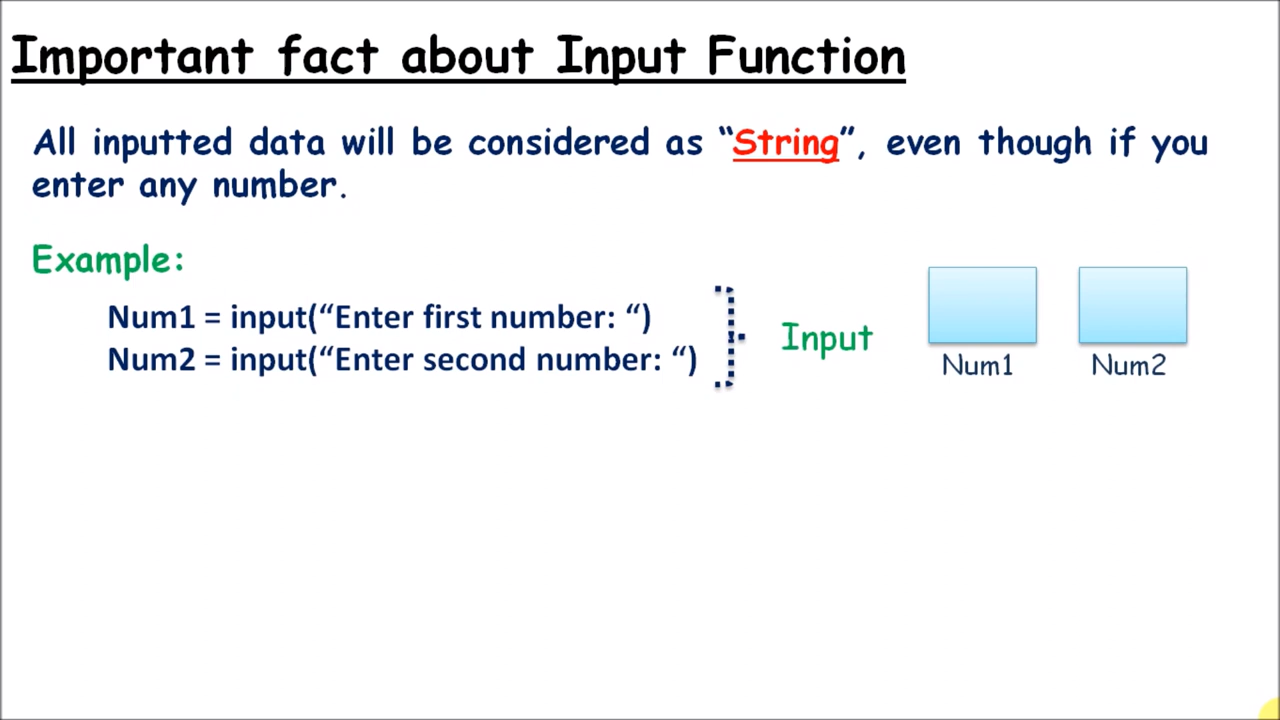 Important fact about Input Function
All inputted data will be considered as “String”, even though if you
enter any number.
Example:
Num1 = input(“Enter first number: “)
Num2 = input(“Enter second number: “)
Input
Num1
Num2